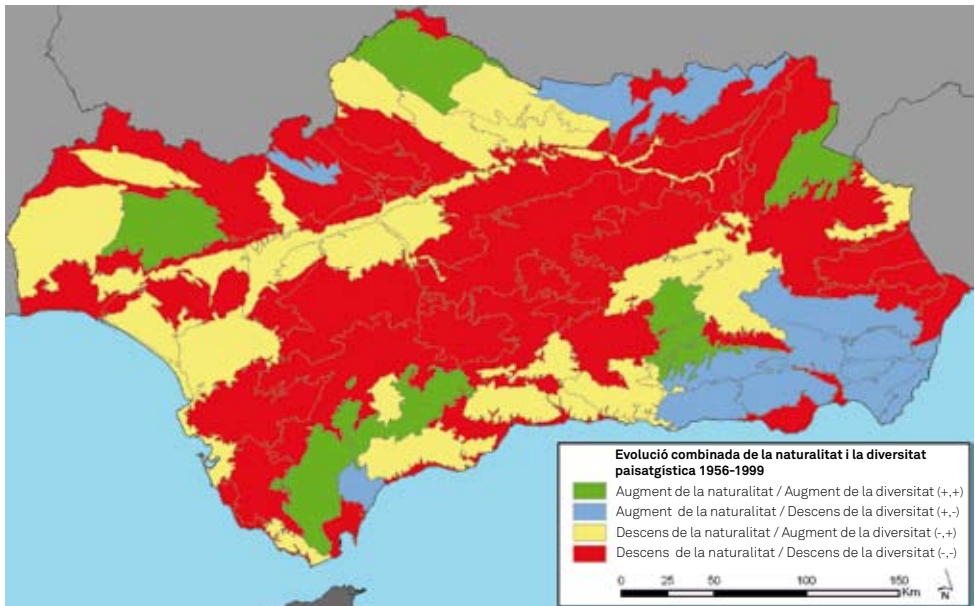 Evolució combinada de la naturalitat i la diversitat
paisatgística 1956-1999
Augment de la naturalitat / Augment de la diversitat (+,+)
Augment de la naturalitat / Descens de la diversitat (+,-)
Descens de la naturalitat / Augment de la diversitat (-,+)
Descens de la naturalitat / Descens de la diversitat (-,-)
0 25 50 100 150
Km
N